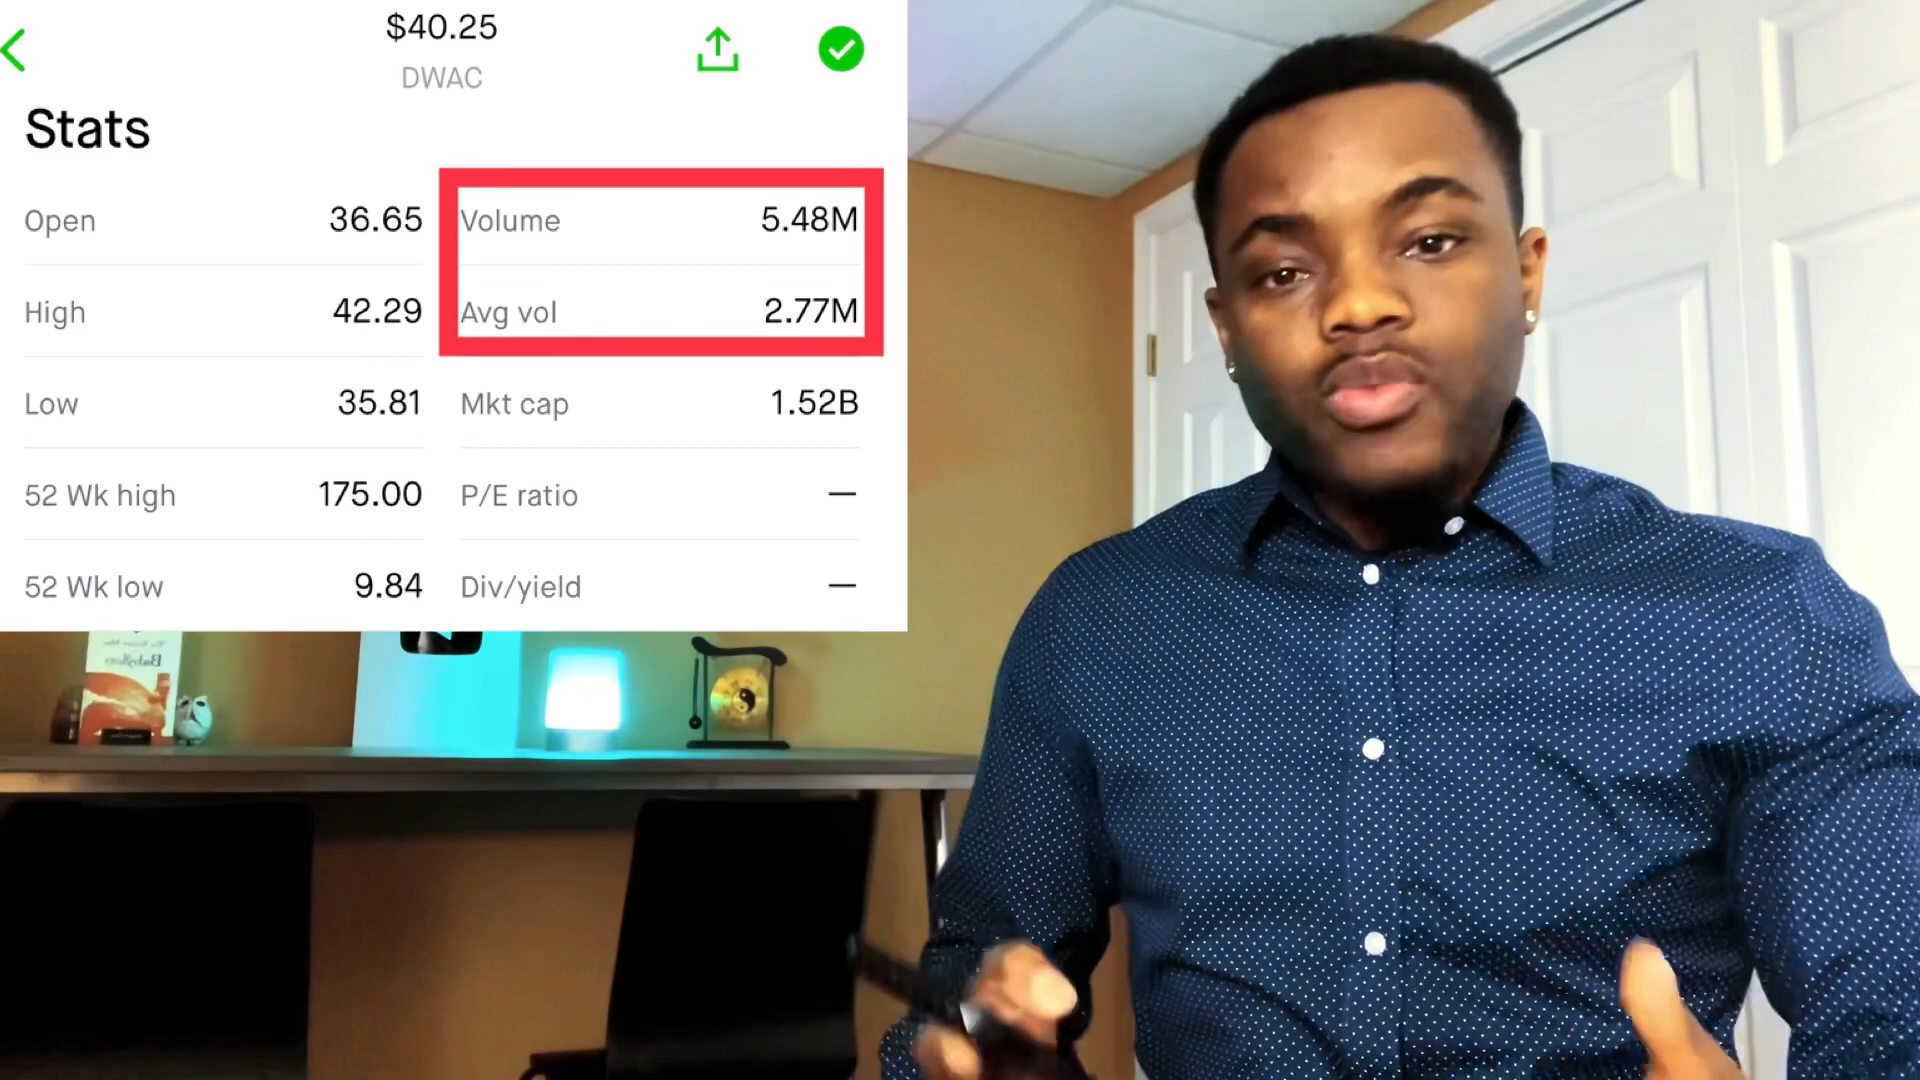 $40.25
DWAC
Stats
Open 36.65 Volume 5.48M
High 42.29 Avg vol 2.77M
Low 35.81 Mkt cap 1.52B
52 Wk high 175.00 P/E ratio —
52 Wk low 9.84 Div/yield —
Babylon